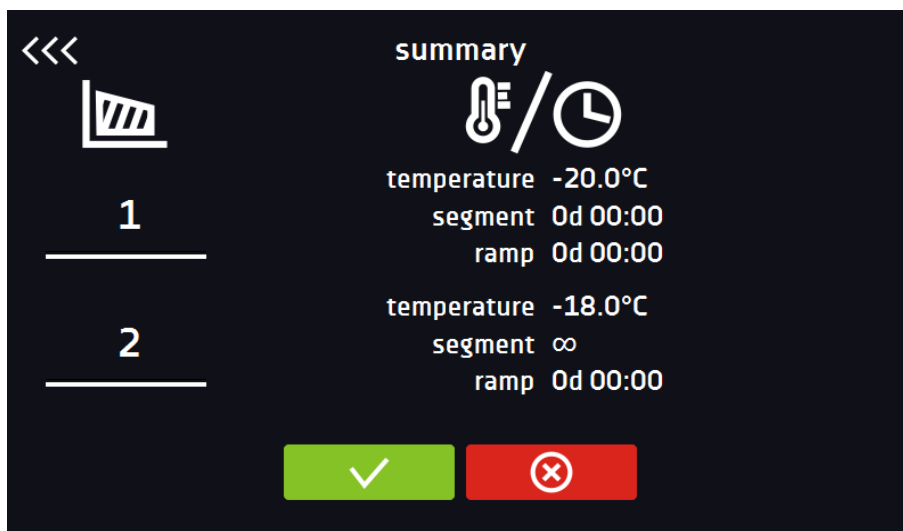 <<<
summary
1
temperature -20.0°C
segment 0d 00:00
ramp 0d 00:00
2
temperature -18.0°C
segment ∞
ramp 0d 00:00